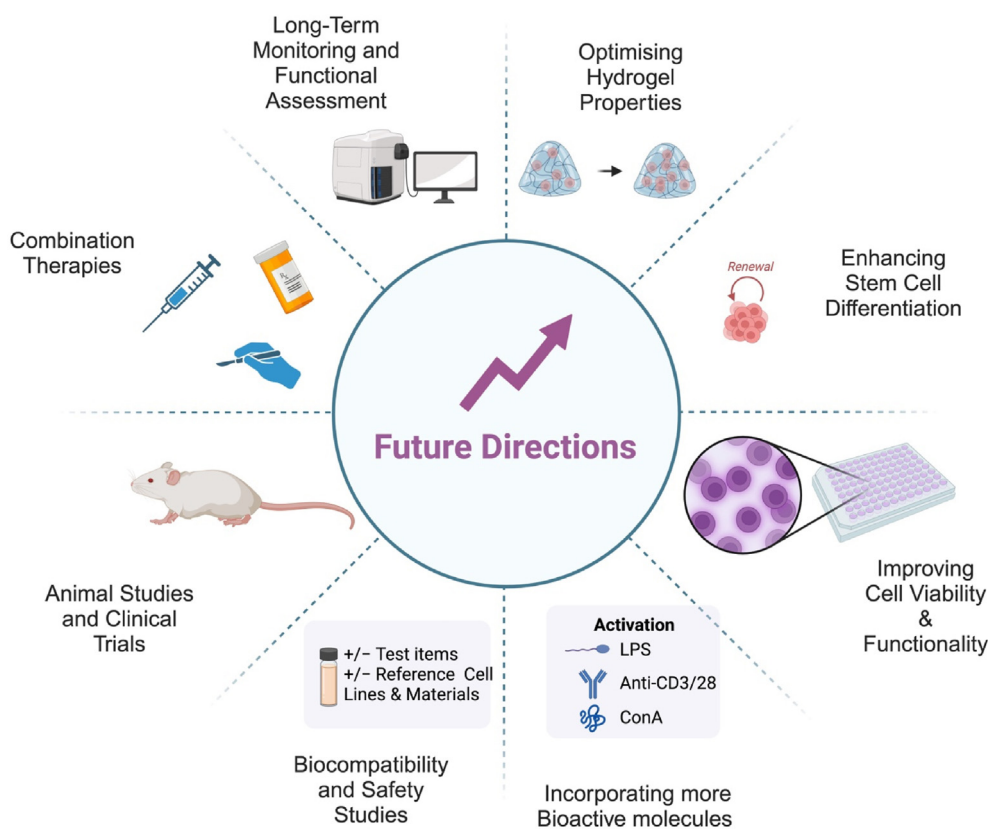 Long-Term
Monitoring and
Functional
Assessment
Optimising
Hydrogel
Properties
Combination
Therapies
Rx
Renewal
Enhancing
Stem Cell
Differentiation
Future Directions
Animal Studies
and Clinical
Trials
Improving
Cell Viability
&
Functionality
+/− Test items
+/− Reference Cell
Lines & Materials
Activation
LPS
Anti-CD3/28
ConA
Biocompatibility
and Safety
Studies
Incorporating more
Bioactive molecules